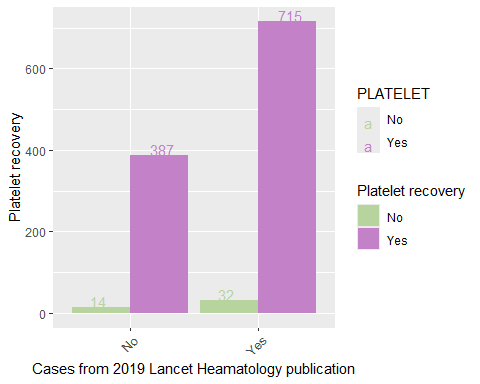 715
PLATELET
a No
a Yes
Platelet recovery
No
Yes
600
400
200
0
Platelet recovery
387
14
32
No
Yes
Cases from 2019 Lancet Heamatology publication